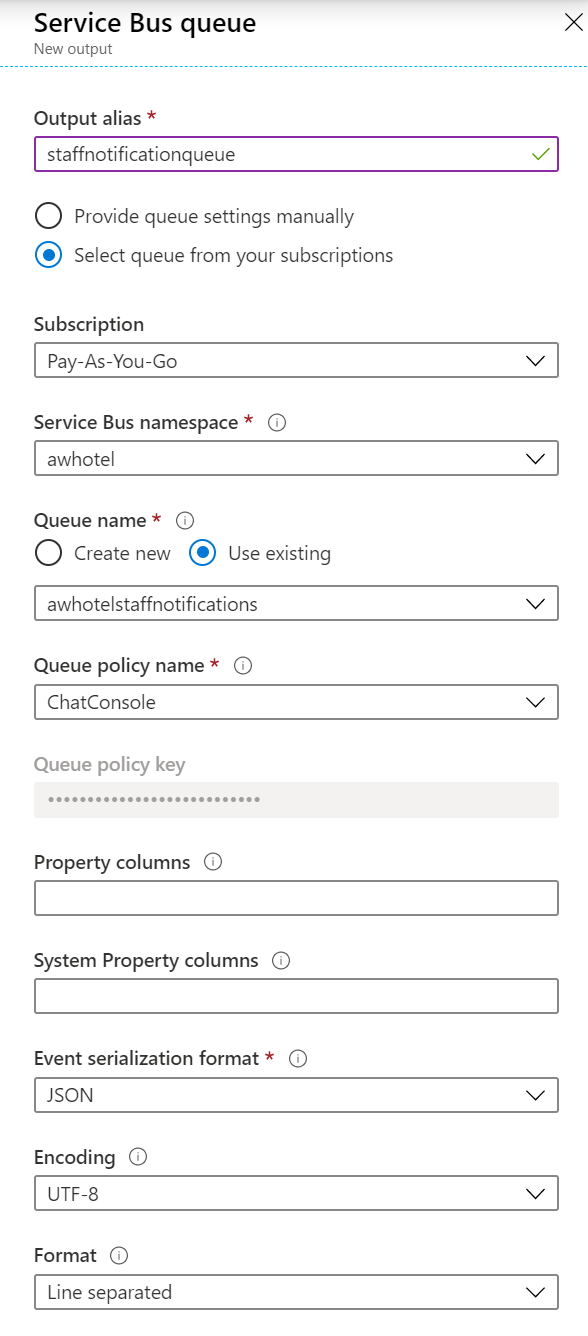 Service Bus queue
New output
Output alias *
staffnotificationqueue
Provide queue settings manually
Select queue from your subscriptions
Subscription
Pay-As-You-Go
Service Bus namespace *
awhotel
Queue name *
Create new Use existing
awhotelstaffnotifications
Queue policy name *
ChatConsole
Queue policy key
•••••••••••••••••••••••••••
Property columns
System Property columns
Event serialization format *
JSON
Encoding
UTF-8
Format
Line separated